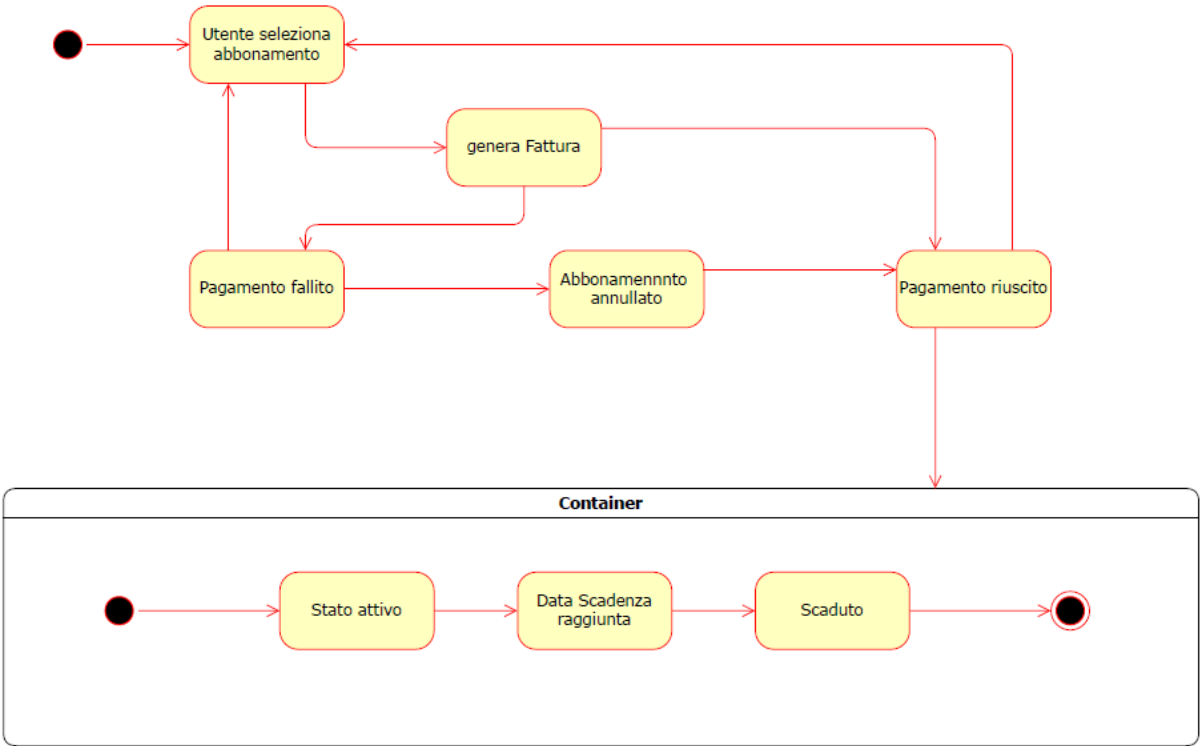 Utente seleziona
abbonamento
genera Fattura
Pagamento fallito
Abbonamennnto
annullato
Pagamento riuscito
Container
Stato attivo
Data Scadenza
raggiunta
Scaduto